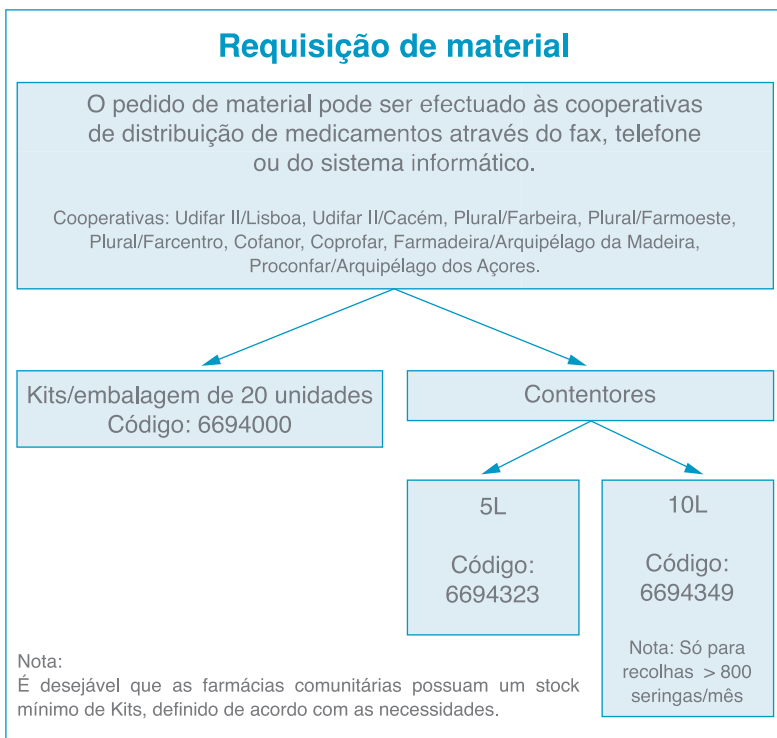 Requisição de material
O pedido de material pode ser efectuado às cooperativas
de distribuição de medicamentos através do fax, telefone
ou do sistema informático.
Cooperativas: Udifar II/Lisboa, Udifar II/Cacém, Plural/Farbeira, Plural/Farmoeste,
Plural/Farcentro, Cofanor, Coprofar, Farmadeira/Arquipélago da Madeira,
Proconfar/Arquipélago dos Açores.
Kits/embalagem de 20 unidades
Código: 6694000
Contentores
5L
Código:
6694323
10L
Código:
6694349
Nota: Só para
recolhas > 800
seringas/mês
Nota:
É desejável que as farmácias comunitárias possuam um stock
mínimo de Kits, definido de acordo com as necessidades.